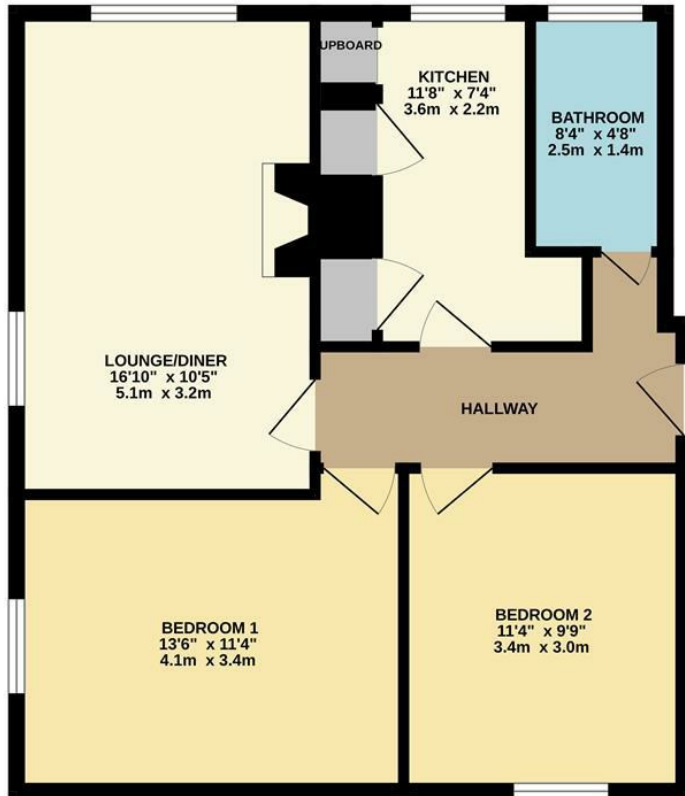 UPBOARD
KITCHEN
11'8" x 7'4"
3.6m x 2.2m
BATHROOM
8'4" x 4'8"
2.5m x 1.4m
LOUNGE/DINER
16'10" x 10'5"
5.1m x 3.2m
HALLWAY
BEDROOM 1
13'6" x 11'4"
4.1m x 3.4m
BEDROOM 2
11'4" x 9'9"
3.4m x 3.0m